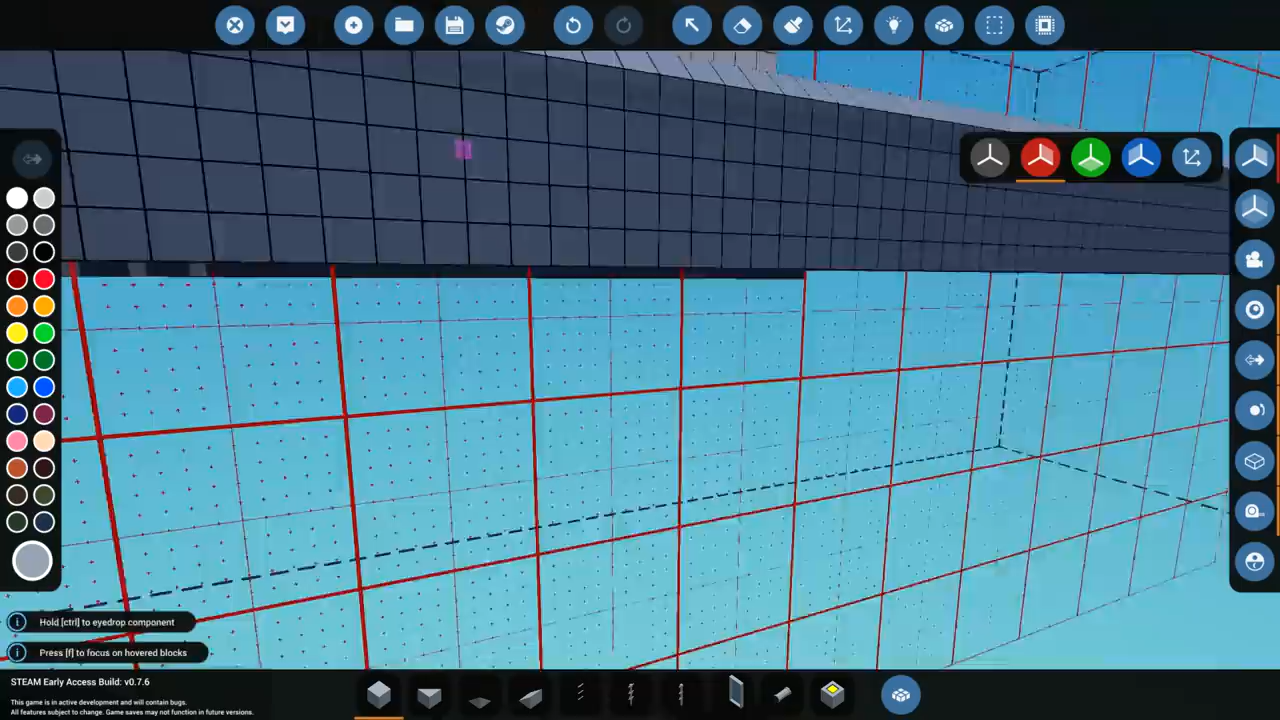 Hold [ctrl] to eyedrop component
Press [f] to focus on hovered blocks
STEAM Early Access Build: v0.7.6
This game is in active development and will contain bugs.
All features subject to change. Game saves may not function in future versions.